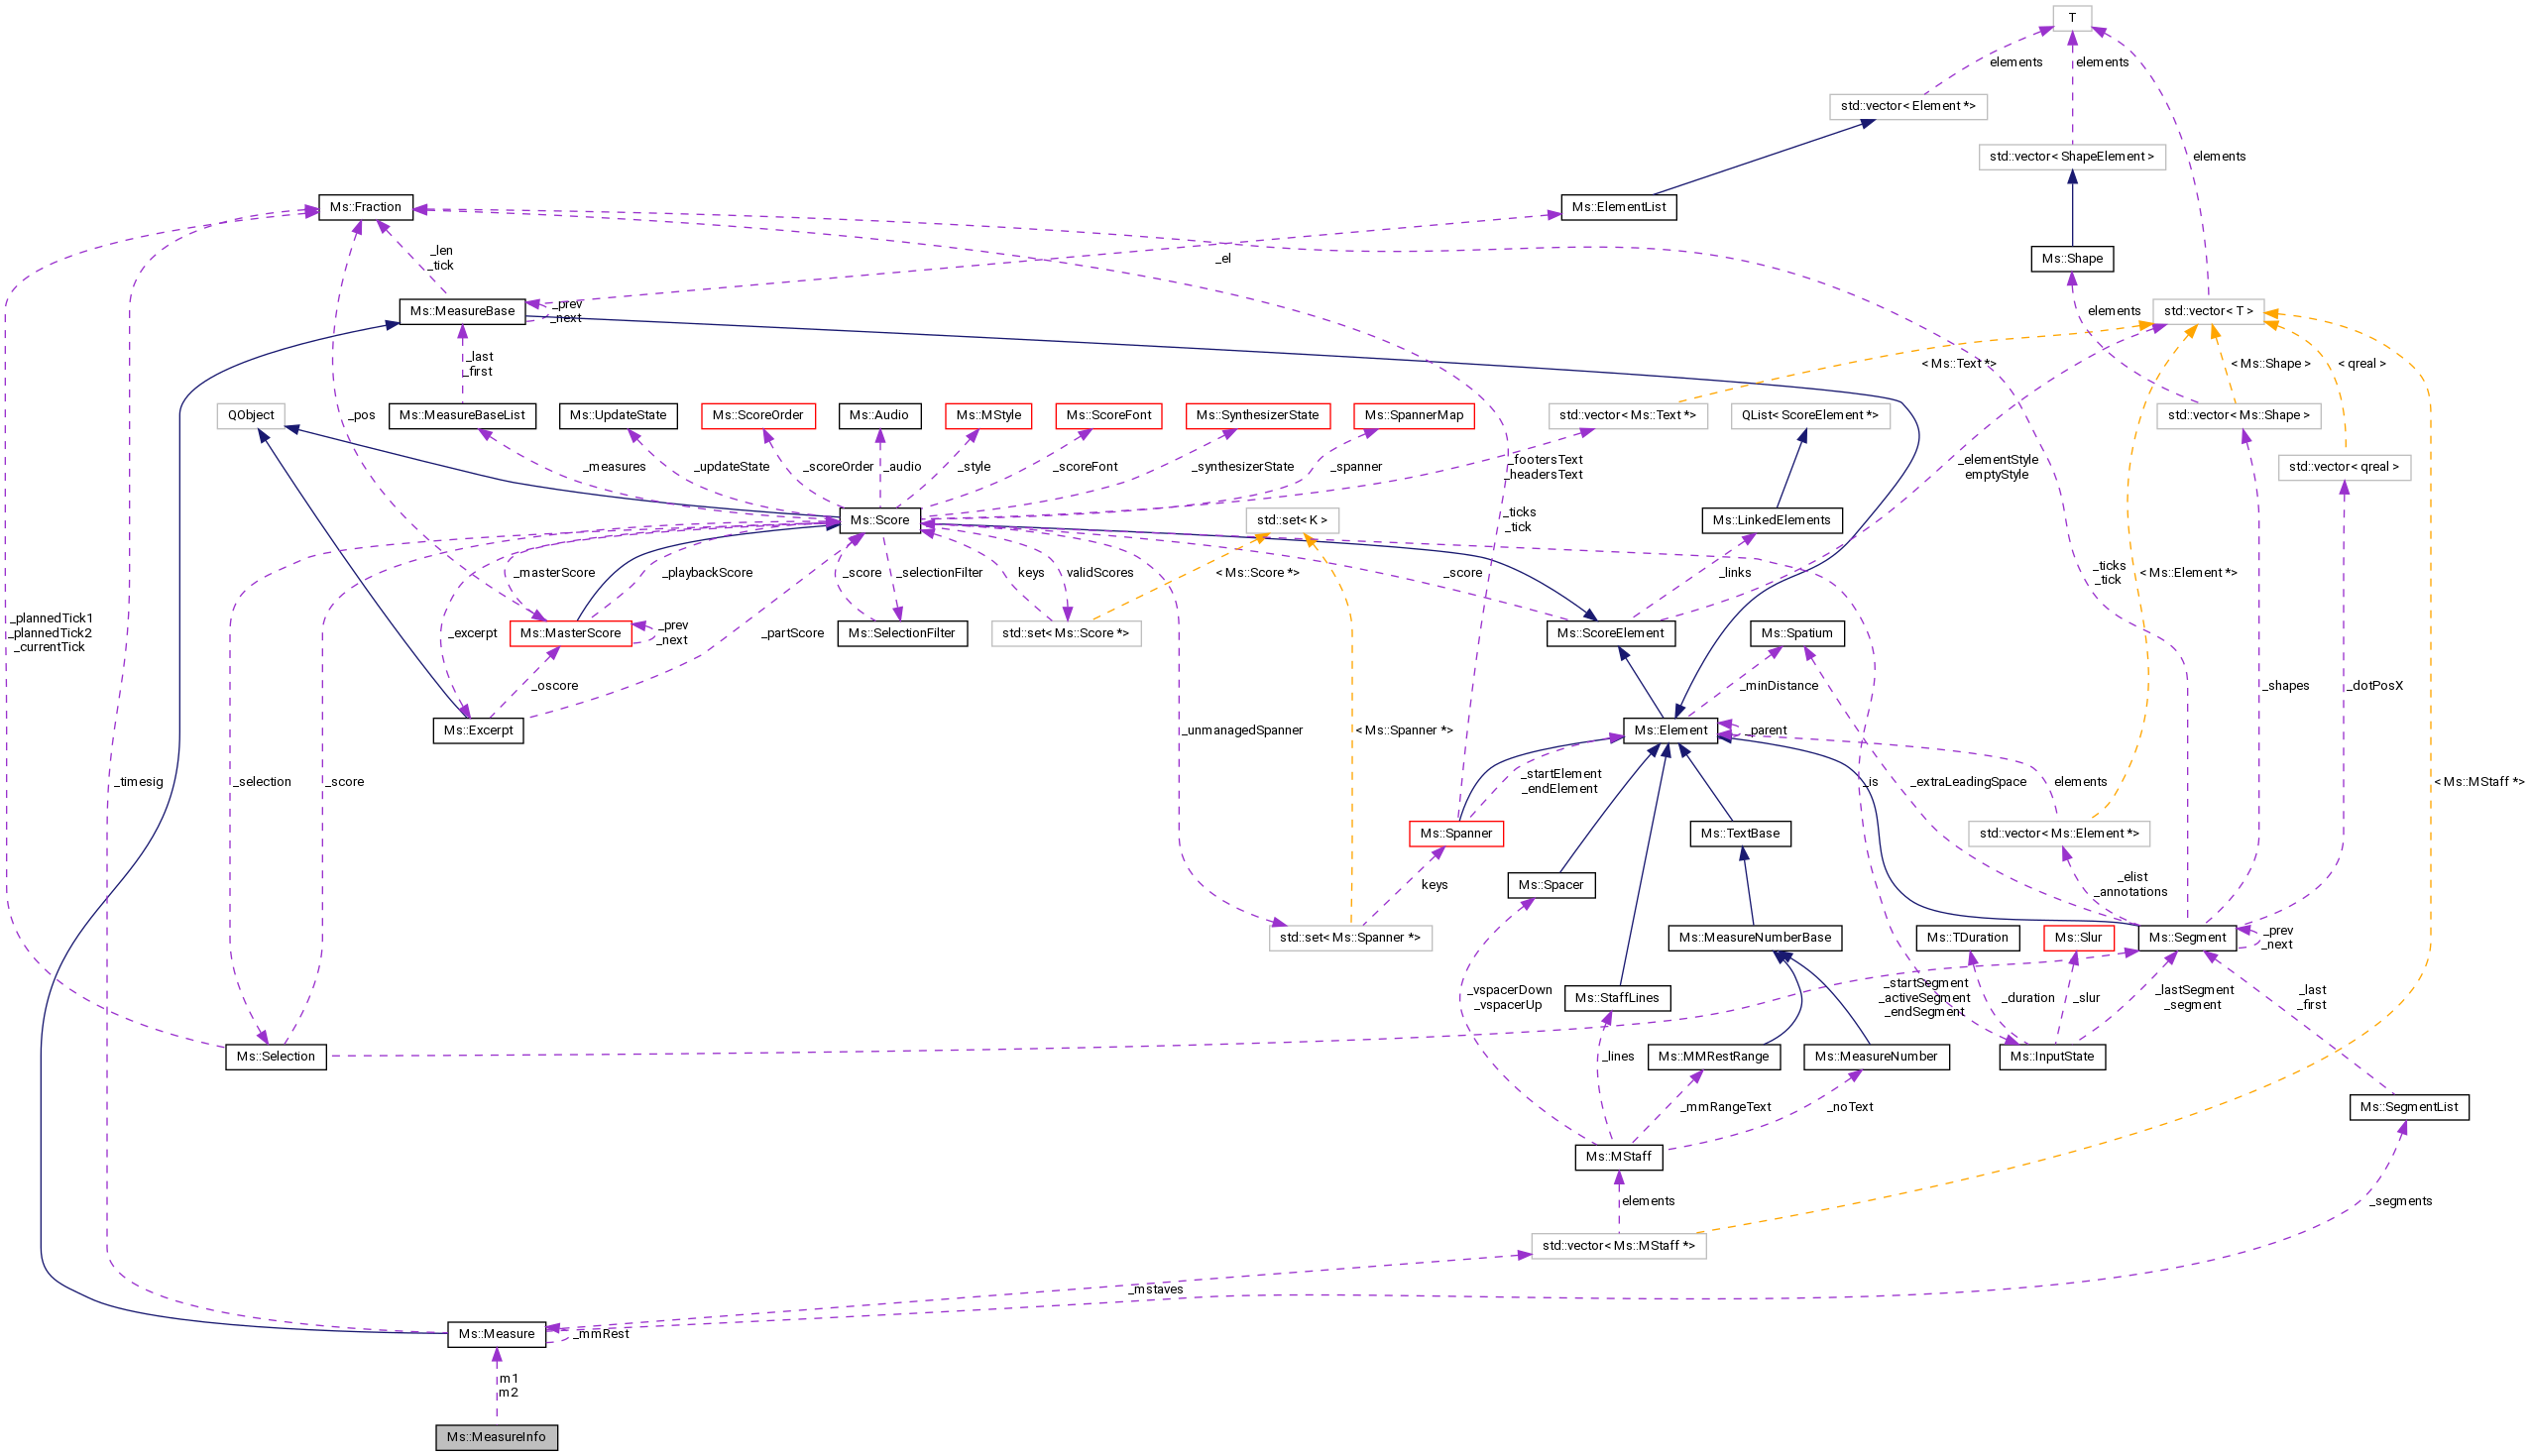 T
elements
elements
std::vector< Element *>
std::vector< ShapeElement >
elements
Ms::Fraction
Ms::ElementList
_len
_tick
_el
Ms::Shape
Ms::MeasureBase
_prev
_next
elements
std::vector< T >
_last
_first
< Ms::Text *>
< Ms::Shape >
< qreal >
_pos
QObject
Ms::MeasureBaseList
Ms::UpdateState
Ms::ScoreOrder
Ms::Audio
Ms::MStyle
Ms::ScoreFont
Ms::SynthesizerState
Ms::SpannerMap
std::vector< Ms::Text *>
QList< ScoreElement *>
std::vector< Ms::Shape >
_measures
_updateState
_scoreOrder
_audio
_style
_scoreFont
_synthesizerState
_spanner
_footersText
_headersText
_elementStyle
emptyStyle
std::vector< qreal >
Ms::Score
std::set< K >
_ticks
_tick
Ms::LinkedElements
_masterScore
_playbackScore
_score
_selectionFilter
keys
validScores
< Ms::Score *>
_score
_links
_ticks
_tick
< Ms::Element *>
_plannedTick1
_plannedTick2
_currentTick
_excerpt
Ms::MasterScore
_prev
_next
_partScore
Ms::SelectionFilter
std::set< Ms::Score *>
Ms::ScoreElement
Ms::Spatium
_oscore
_minDistance
_shapes
_dotPosX
Ms::Excerpt
_unmanagedSpanner
< Ms::Spanner *>
Ms::Element
_parent
_timesig
_selection
_score
_startElement
_endElement
_is
_extraLeadingSpace
elements
< Ms::MStaff *>
Ms::Spanner
Ms::TextBase
std::vector< Ms::Element *>
keys
Ms::Spacer
_elist
_annotations
std::set< Ms::Spanner *>
Ms::MeasureNumberBase
Ms::TDuration
Ms::Slur
Ms::Segment
_prev
_next
_vspacerDown
_vspacerUp
Ms::StaffLines
_startSegment
_activeSegment
_endSegment
_duration
_slur
_lastSegment
_segment
_last
_first
Ms::Selection
_lines
Ms::MMRestRange
Ms::MeasureNumber
Ms::InputState
_mmRangeText
_noText
Ms::SegmentList
Ms::MStaff
elements
_segments
std::vector< Ms::MStaff *>
_mstaves
Ms::Measure
_mmRest
m1
m2
Ms::MeasureInfo